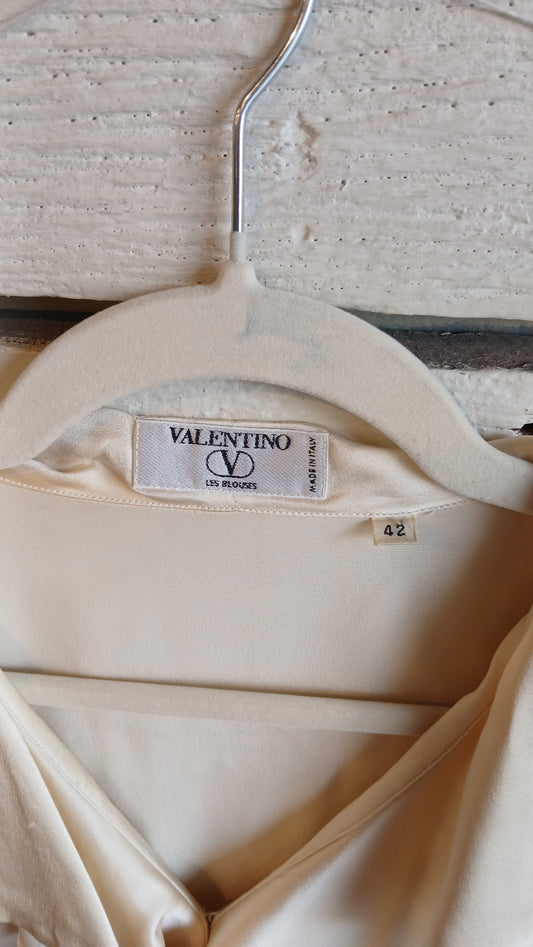 VALENTINO
V
LES BLOUSES
MADE IN ITALY
42